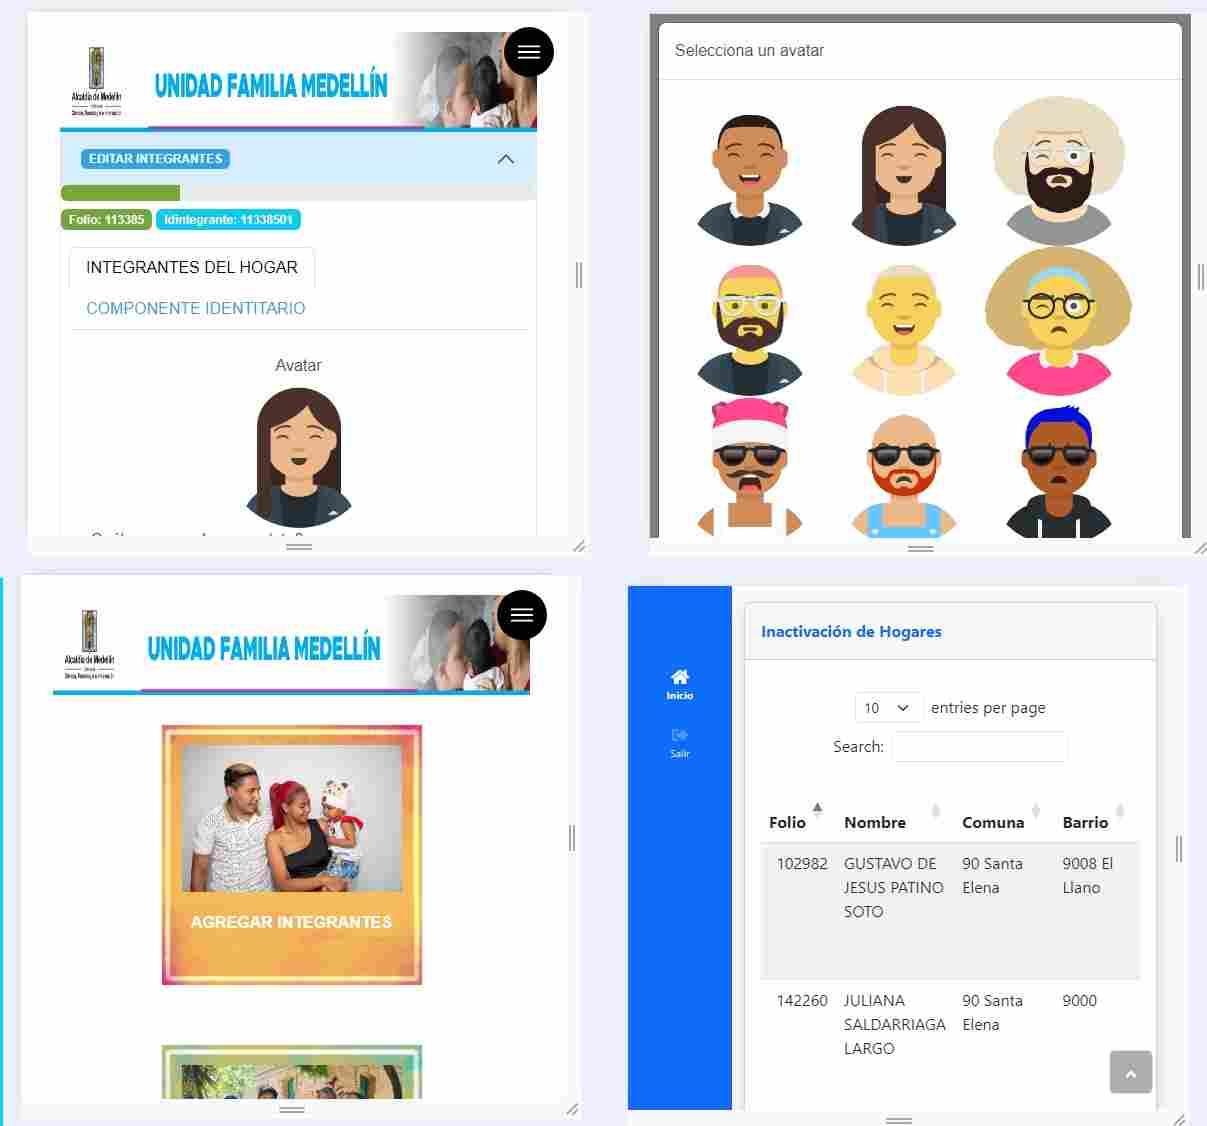 Alcaldía de Medellín
UNIDAD FAMILIA MEDELLÍN
EDITAR INTEGRANTES
Folio: 113385
Idintegrante: 11338501
INTEGRANTES DEL HOGAR
COMPONENTE IDENTITARIO
Avatar
Selecciona un avatar
Alcaldía de Medellín
UNIDAD FAMILIA MEDELLÍN
AGREGAR INTEGRANTES
Inicio
Salir
Inactivación de Hogares
10 entries per page
Search:
Folio Nombre Comuna Barrio
102982 GUSTAVO DE 90 Santa 9008 El
JESUS PATINO Elena Llano
SOTO
142260 JULIANA 90 Santa 9000
SALDARRIAGA Elena
LARGO